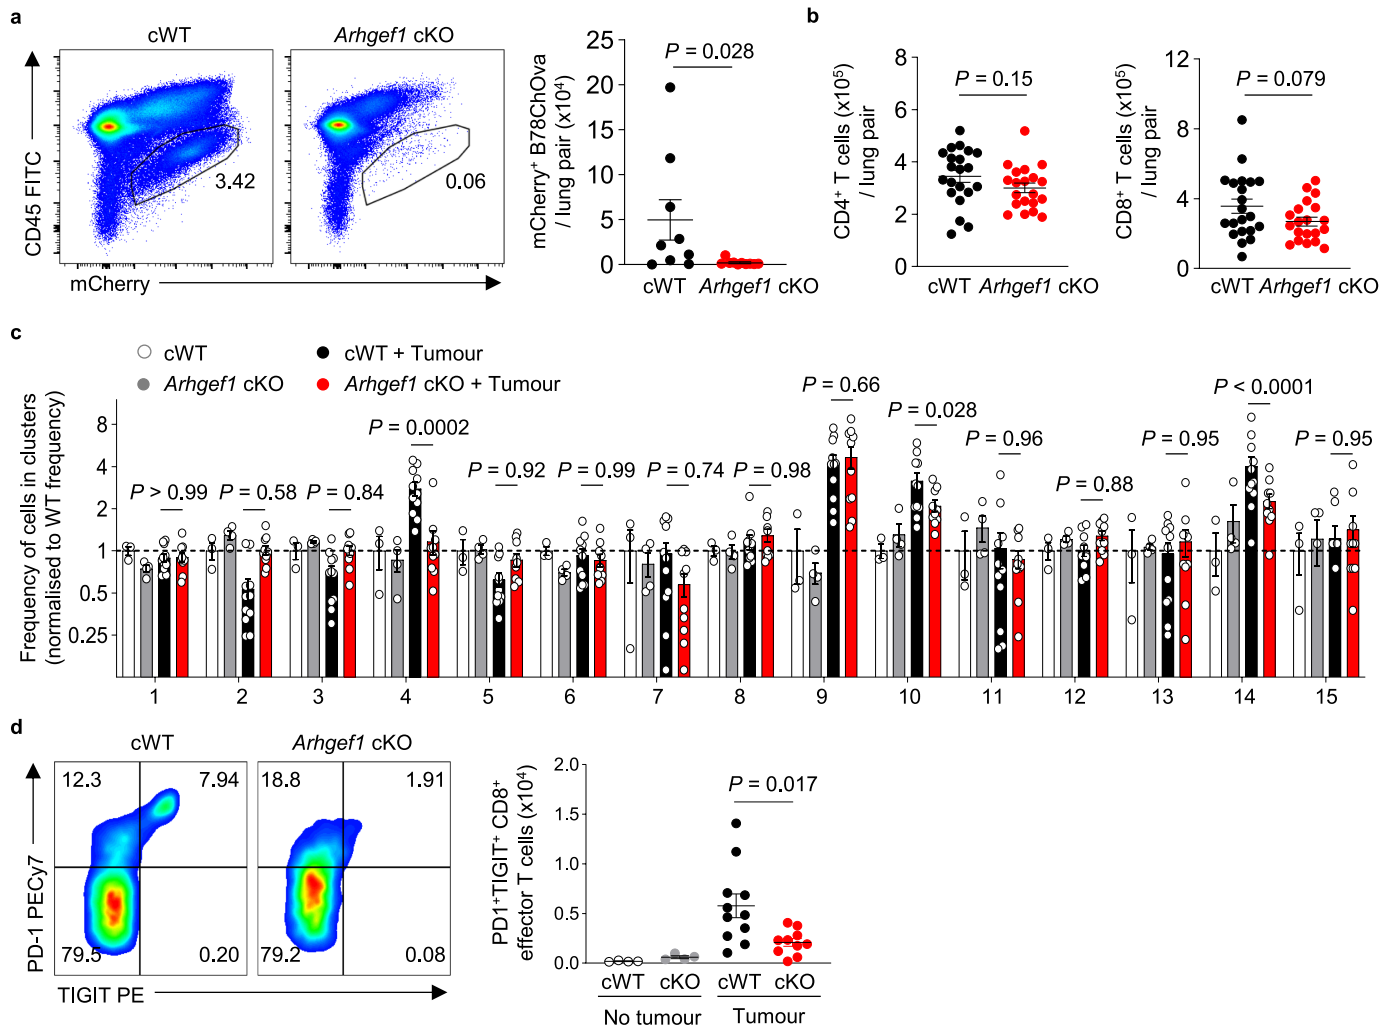 a
cWT
Arhgef1 cKO
CD45 FITC
3.42
0.06
mCherry
mCherry⁺ B78ChOva
/ lung pair (x10⁴)
25
20
15
10
5
0
P = 0.028
cWT Arhgef1 cKO
b
CD4⁺ T cells (x10⁵)
/ lung pair
8
6
4
2
0
P = 0.15
cWT Arhgef1 cKO
CD8⁺ T cells (x10⁵)
/ lung pair
12
8
4
0
P = 0.079
cWT Arhgef1 cKO
c
cWT
cWT + Tumour
Arhgef1 cKO
Arhgef1 cKO + Tumour
Frequency of cells in clusters
(normalised to WT frequency)
8
4
2
1
0.5
0.25
P > 0.99
P = 0.58
P = 0.84
P = 0.0002
P = 0.92
P = 0.99
P = 0.74
P = 0.98
P = 0.66
P = 0.028
P = 0.96
P = 0.88
P = 0.95
P < 0.0001
P = 0.95
1 2 3 4 5 6 7 8 9 10 11 12 13 14 15
d
cWT
Arhgef1 cKO
PD-1 PECy7
12.3 7.94
79.5 0.20
18.8 1.91
79.2 0.08
TIGIT PE
PD1⁺TIGIT⁺ CD8⁺
effector T cells (x10⁴)
2.0
1.5
1.0
0.5
0.0
P = 0.017
cWT cKO cWT cKO
No tumour Tumour